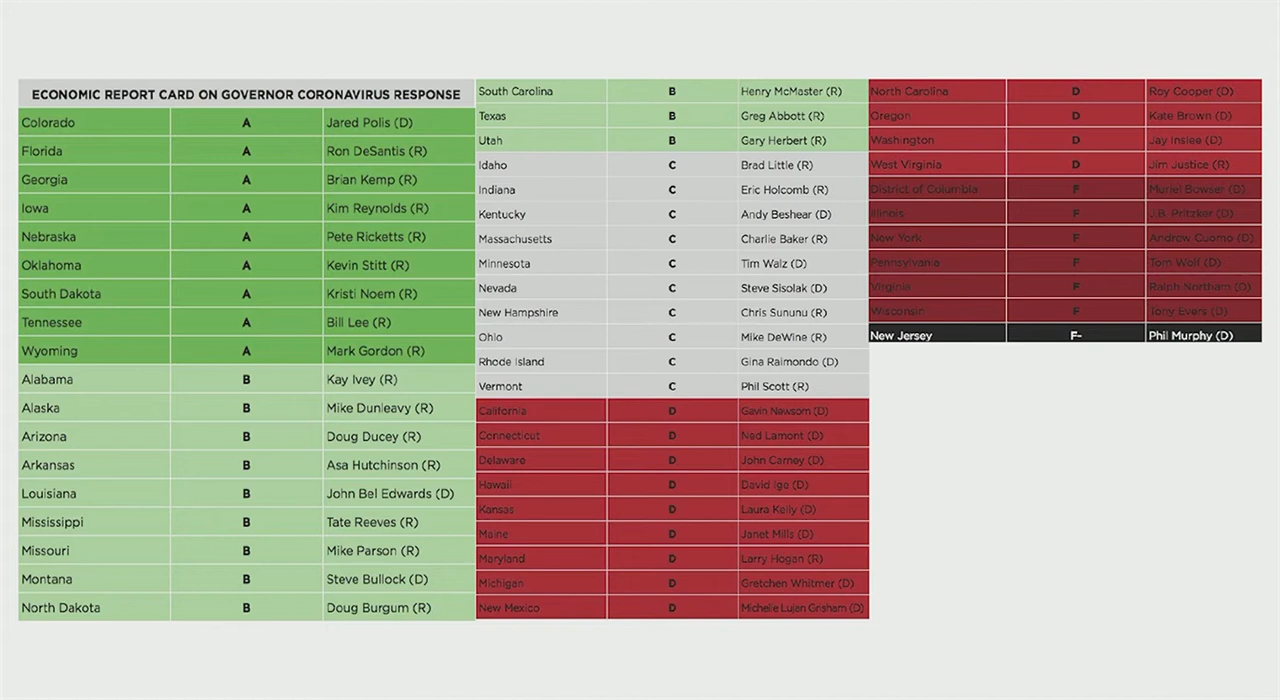 ECONOMIC REPORT CARD ON GOVERNOR CORONAVIRUS RESPONSE
Colorado A Jared Polis (D)
Florida A Ron DeSantis (R)
Georgia A Brian Kemp (R)
Iowa A Kim Reynolds (R)
Nebraska A Pete Ricketts (R)
Oklahoma A Kevin Stitt (R)
South Dakota A Kristi Noem (R)
Tennessee A Bill Lee (R)
Wyoming A Mark Gordon (R)
Alabama B Kay Ivey (R)
Alaska B Mike Dunleavy (R)
Arizona B Doug Ducey (R)
Arkansas B Asa Hutchinson (R)
Louisiana B John Bel Edwards (D)
Mississippi B Tate Reeves (R)
Missouri B Mike Parson (R)
Montana B Steve Bullock (D)
North Dakota B Doug Burgum (R)
South Carolina B Henry McMaster (R)
Texas B Greg Abbott (R)
Utah B Gary Herbert (R)
Idaho C Brad Little (R)
Indiana C Eric Holcomb (R)
Kentucky C Andy Beshear (D)
Massachusetts C Charlie Baker (R)
Minnesota C Tim Walz (D)
Nevada C Steve Sisolak (D)
New Hampshire C Chris Sununu (R)
Ohio C Mike DeWine (R)
Rhode Island C Gina Raimondo (D)
Vermont C Phil Scott (R)
California D Gavin Newsom (D)
Connecticut D Ned Lamont (D)
Delaware D John Carney (D)
Hawaii D David Ige (D)
Kansas D Laura Kelly (D)
Maine D Janet Mills (D)
Maryland D Larry Hogan (R)
Michigan D Gretchen Whitmer (D)
New Mexico D Michelle Lujan Grisham (D)
North Carolina D Roy Cooper (D)
Oregon D Kate Brown (D)
Washington D Jay Inslee (D)
West Virginia D Jim Justice (R)
District of Columbia F Muriel Bowser (D)
Illinois F J.B. Pritzker (D)
New York F Andrew Cuomo (D)
Pennsylvania F Tom Wolf (D)
Virginia F Ralph Northam (D)
Wisconsin F Tony Evers (D)
New Jersey F- Phil Murphy (D)